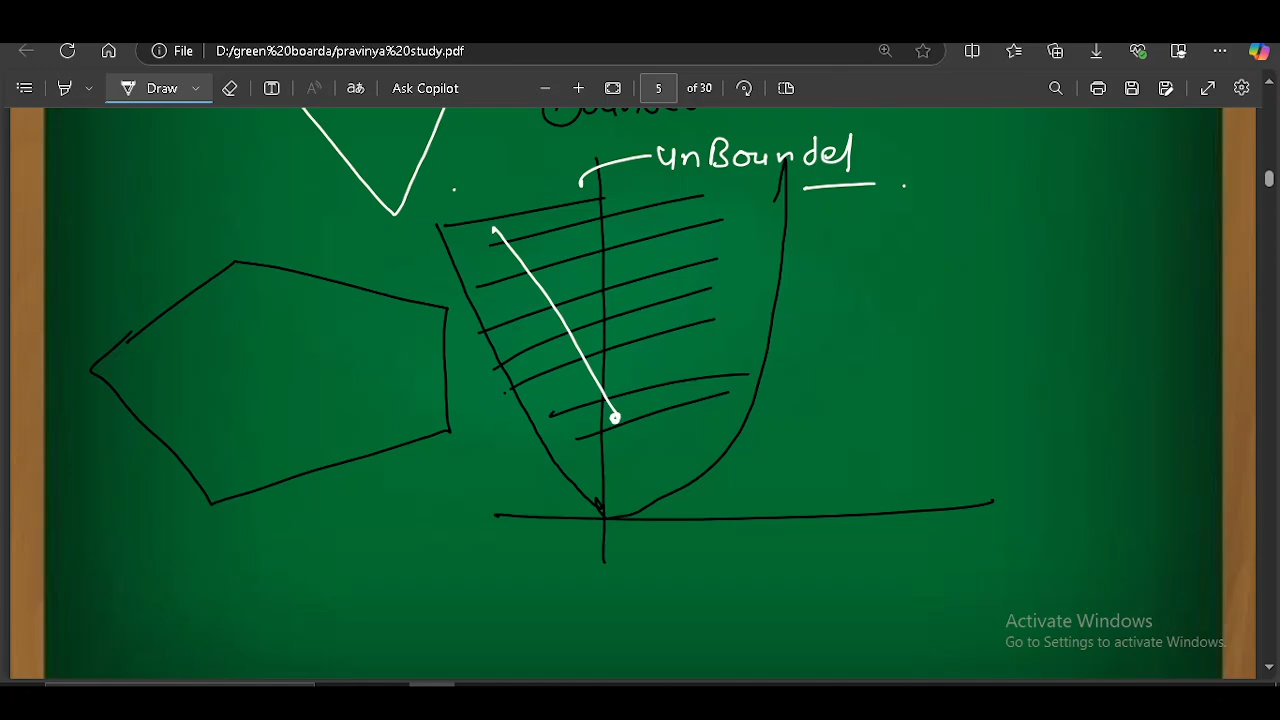 File D:/green%20boarda/pravinya%20study.pdf
Draw Ask Copilot 5 of 30
unBoundel
Activate Windows
Go to Settings to activate Windows.